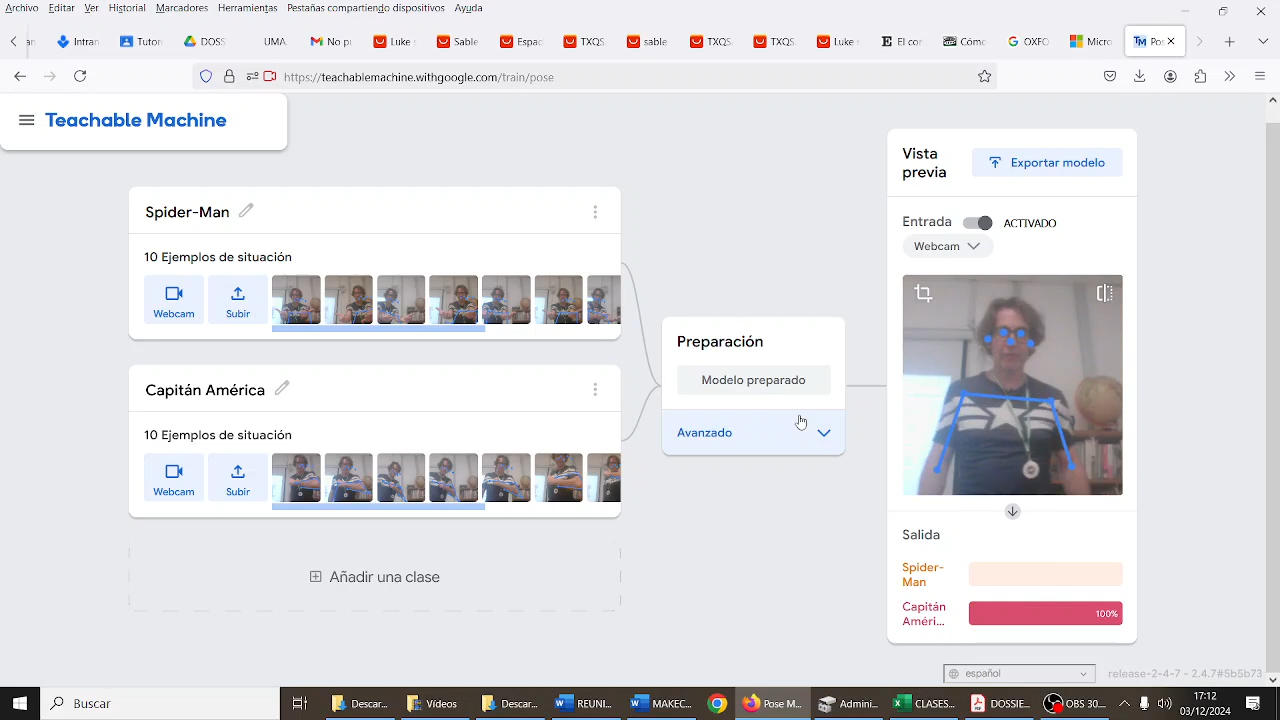 Archivo Editar Ver Historial Marcadores Herramientas Pestañas compartiendo dispositivos Ayuda
Intran Tutor DOSS UMA No p Luke Sable Espac TXQS sable TXQS TXQS Luke El cor Cómo OXFO Micro Pos
https://teachablemachine.withgoogle.com/train/pose
Teachable Machine
Spider-Man
10 Ejemplos de situación
Webcam Subir
Capitán América
10 Ejemplos de situación
Webcam Subir
Añadir una clase
Preparación
Modelo preparado
Avanzado
Vista previa
Exportar modelo
Entrada ACTIVADO
Webcam
Salida
Spider-
Man
Capitán
Améri...
100%
español release-2-4-7 - 2.4.7#5b5b73
Buscar Descar... Vídeos Descar... REUN... MAKEC... Pose M... Admin... CLASES... DOSSIE... OBS 30...
17:12
03/12/2024